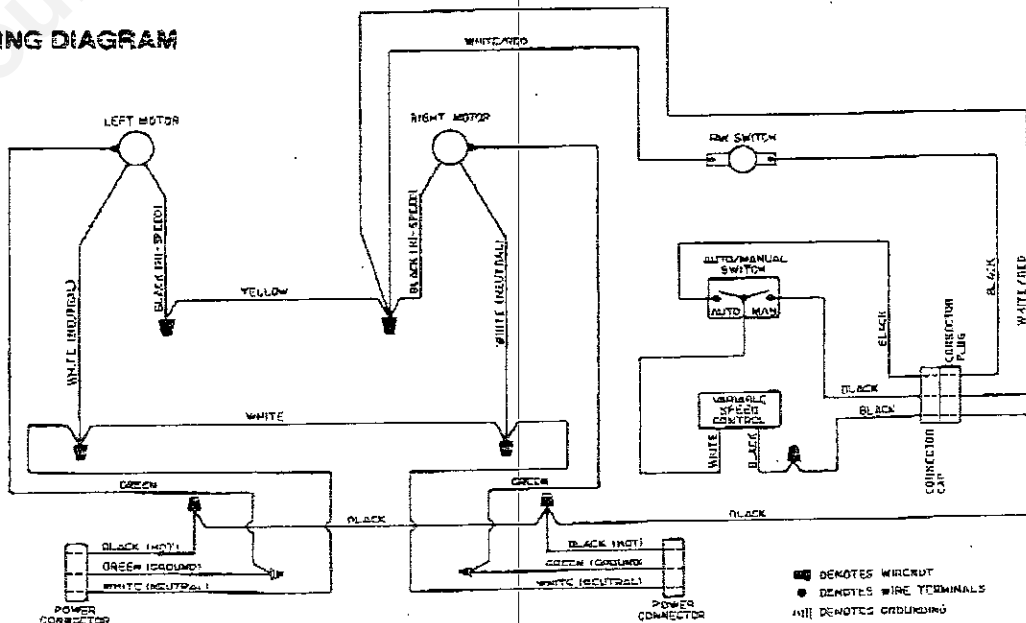 ING DIAGRAM
WHITE/RED
LEFT MOTOR
RIGHT MOTOR
FAN SWITCH
BLACK (HI-SPEED)
BLACK (HI-SPEED)
WHITE (NEUTRAL)
WHITE (NEUTRAL)
YELLOW
AUTO/MANUAL
SWITCH
AUTO MAN
BLACK
BLACK
WHITE/RED
CONNECTOR
PLUG
BLACK
BLACK
VARIABLE
SPEED
CONTROL
WHITE
BLACK
CONNECTOR
CAP
WHITE
GREEN
GREEN
BLACK
BLACK
BLACK (HOT)
GREEN (GROUND)
WHITE (NEUTRAL)
POWER
CONNECTOR
BLACK (HOT)
GREEN (GROUND)
WHITE (NEUTRAL)
POWER
CONNECTOR
DENOTES WIRENUT
DENOTES WIRE TERMINALS
DENOTES GROUNDING